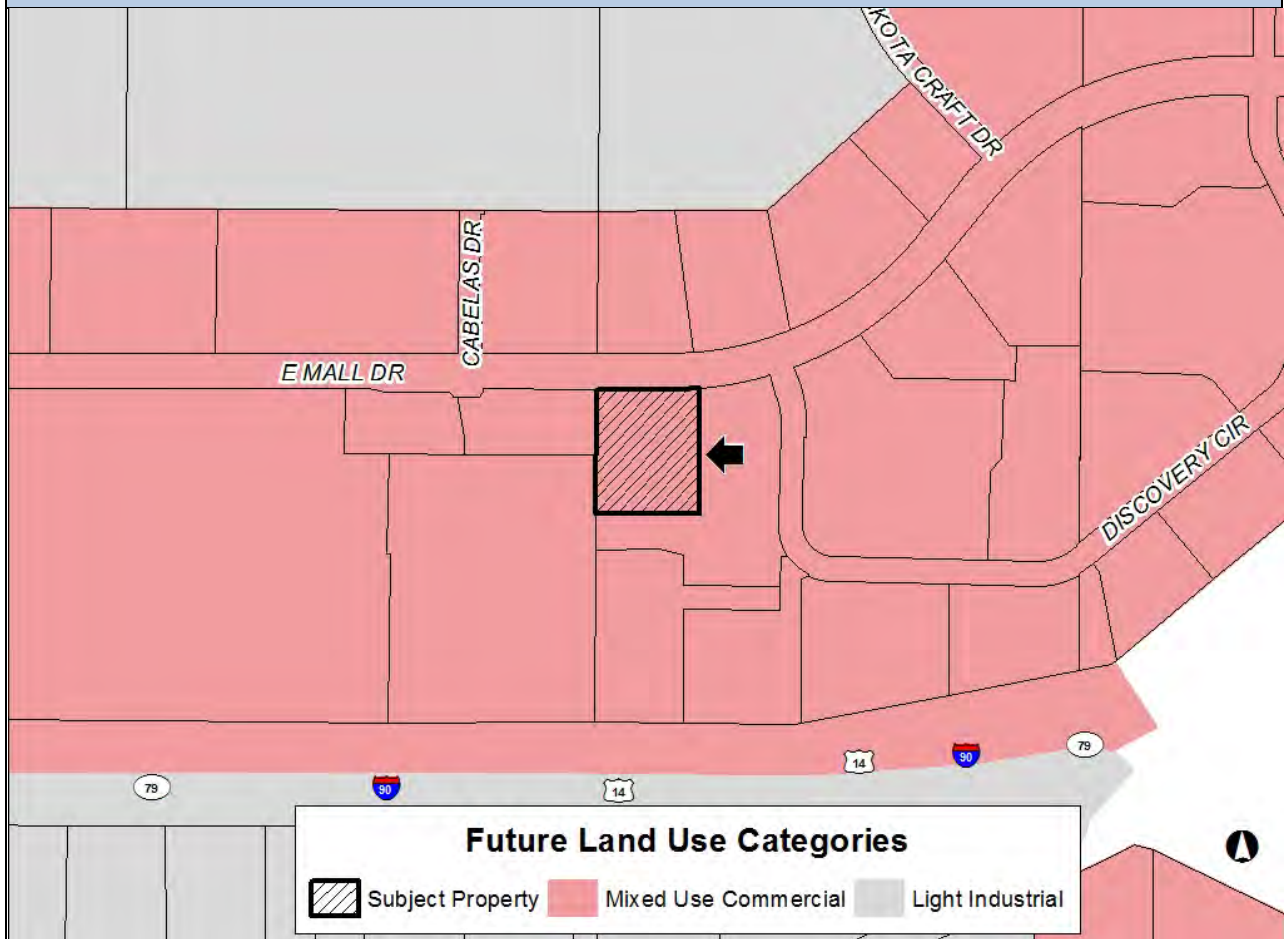 KOTA CRAFT DR
CABELAS DR
E MALL DR
DISCOVERY CIR
79
90
14
14
90
79
Future Land Use Categories
Subject Property
Mixed Use Commercial
Light Industrial